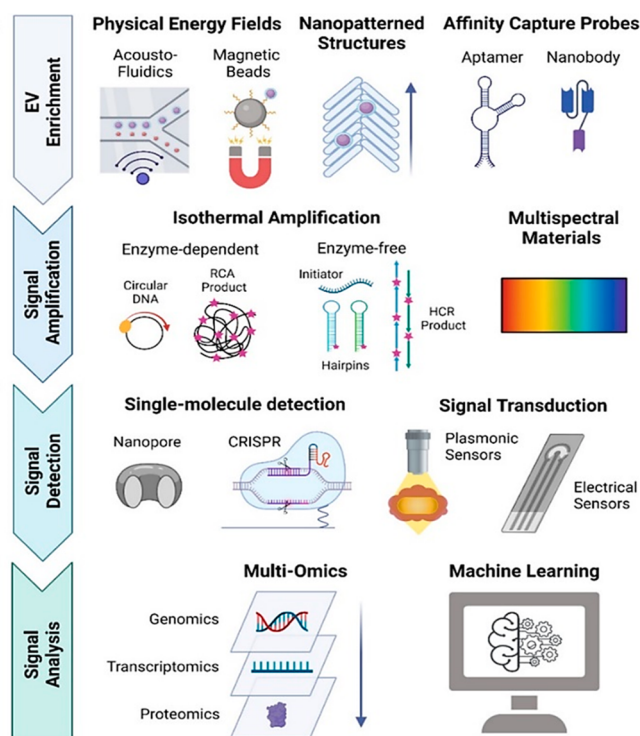 EV
Enrichment
Physical Energy Fields
Acousto-
Fluidics
Magnetic
Beads
Nanopatterned
Structures
Affinity Capture Probes
Aptamer
Nanobody
Signal
Amplification
Isothermal Amplification
Enzyme-dependent
Circular
DNA
RCA
Product
Enzyme-free
Initiator
Hairpins
HCR
Product
Multispectral
Materials
Signal
Detection
Single-molecule detection
Nanopore
CRISPR
Signal Transduction
Plasmonic
Sensors
Electrical
Sensors
Signal
Analysis
Multi-Omics
Genomics
Transcriptomics
Proteomics
Machine Learning